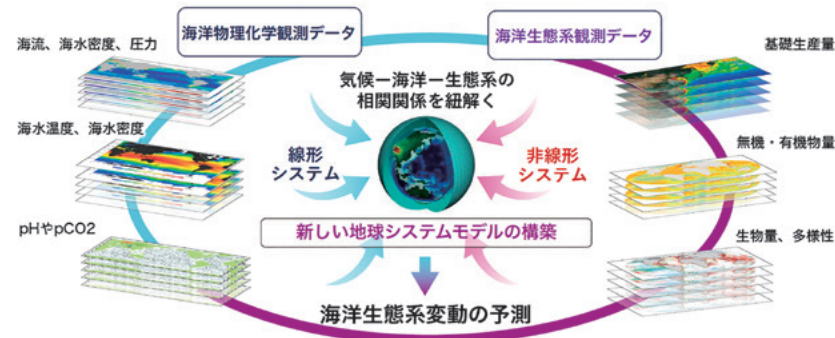 海洋物理化学観測データ
海洋生態系観測データ
海流、海水密度、圧力
基礎生産量
気候ー海洋ー生態系の
相関関係を紐解く
海水温度、海水密度
無機・有機物量
線形
システム
非線形
システム
pHやpCO2
新しい地球システムモデルの構築
生物量、多様性
海洋生態系変動の予測